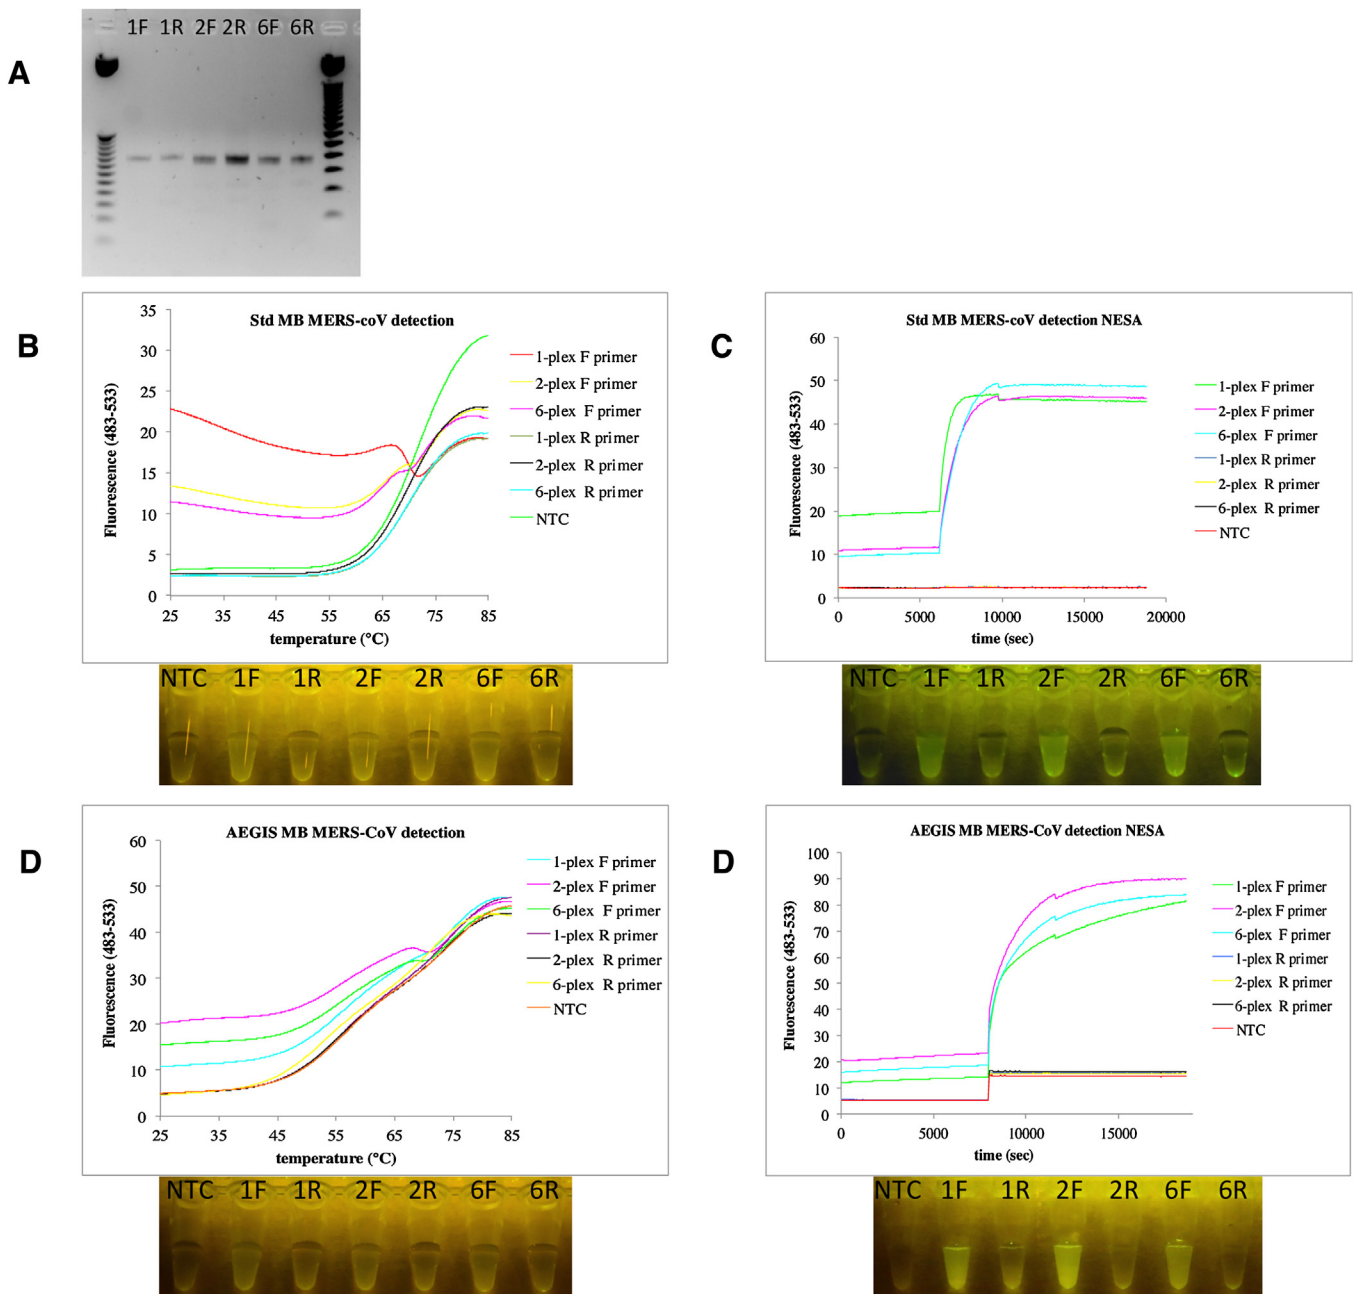 A
1F 1R 2F 2R 6F 6R
B
Std MB MERS-coV detection
Fluorescence (483-533)
35
30
25
20
15
10
5
0
25 35 45 55 65 75 85
temperature (°C)
1-plex F primer
2-plex F primer
6-plex F primer
1-plex R primer
2-plex R primer
6-plex R primer
NTC
NTC 1F 1R 2F 2R 6F 6R
C
Std MB MERS-coV detection NESA
Fluorescence (483-533)
60
50
40
30
20
10
0
0 5000 10000 15000 20000
time (sec)
1-plex F primer
2-plex F primer
6-plex F primer
1-plex R primer
2-plex R primer
6-plex R primer
NTC
NTC 1F 1R 2F 2R 6F 6R
D
AEGIS MB MERS-CoV detection
Fluorescence (483-533)
60
50
40
30
20
10
0
25 35 45 55 65 75 85
temperature (°C)
1-plex F primer
2-plex F primer
6-plex F primer
1-plex R primer
2-plex R primer
6-plex R primer
NTC
NTC 1F 1R 2F 2R 6F 6R
D
AEGIS MB MERS-CoV detection NESA
Fluorescence (483-533)
100
90
80
70
60
50
40
30
20
10
0
0 5000 10000 15000
time (sec)
1-plex F primer
2-plex F primer
6-plex F primer
1-plex R primer
2-plex R primer
6-plex R primer
NTC
NTC 1F 1R 2F 2R 6F 6R